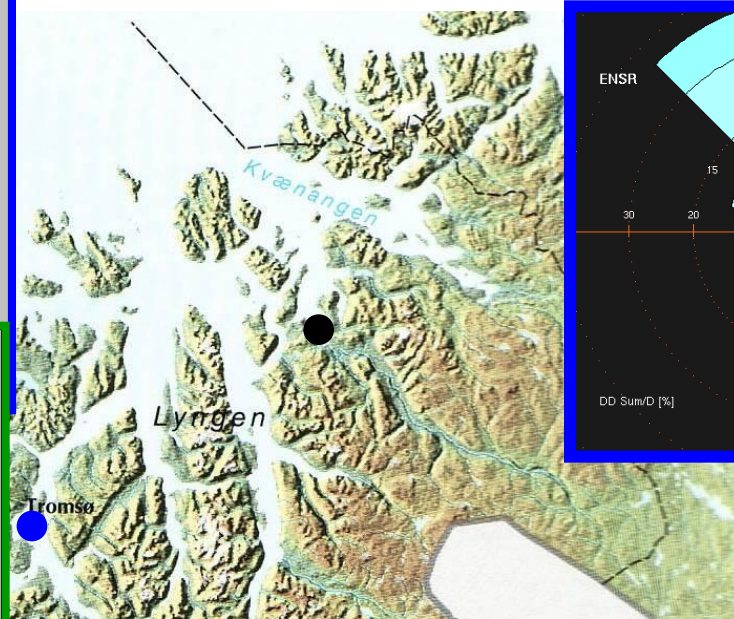 ENSR
15
30
20
DD Sum/D [%]
Kvænangen
Lyngen
Tromsø